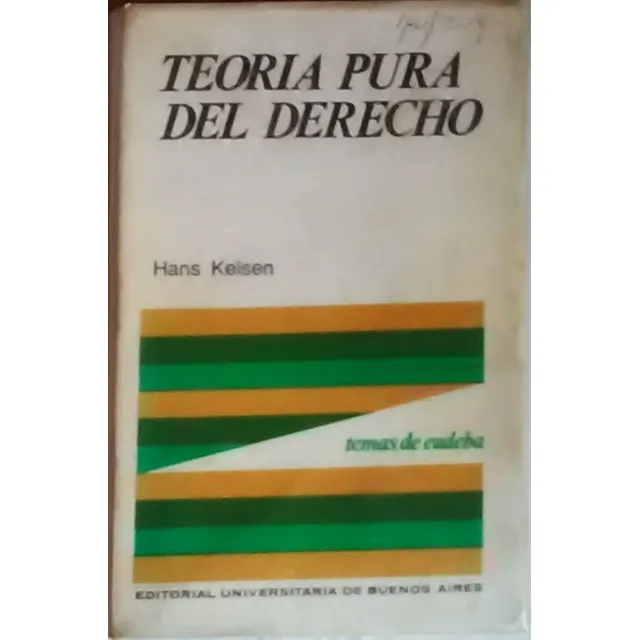 TEORIA PURA
DEL DERECHO
Hans Kelsen
temas de eudeba
EDITORIAL UNIVERSITARIA DE BUENOS AIRES